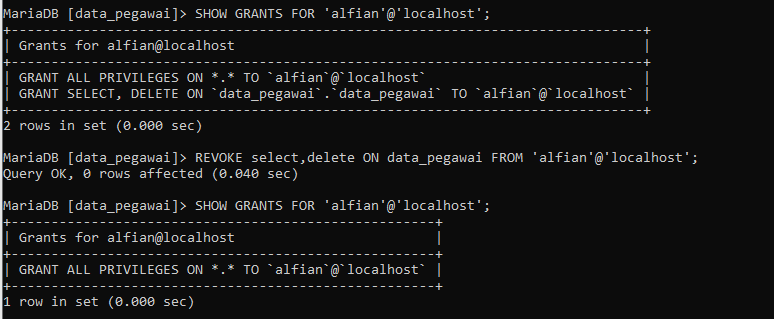 MariaDB [data_pegawai]> SHOW GRANTS FOR 'alfian'@'localhost';
+------------------------------------------------------------------------------+
| Grants for alfian@localhost                                                  |
+------------------------------------------------------------------------------+
| GRANT ALL PRIVILEGES ON *.* TO `alfian`@`localhost`                          |
| GRANT SELECT, DELETE ON `data_pegawai`.`data_pegawai` TO `alfian`@`localhost` |
+------------------------------------------------------------------------------+
2 rows in set (0.000 sec)
MariaDB [data_pegawai]> REVOKE select,delete ON data_pegawai FROM 'alfian'@'localhost';
Query OK, 0 rows affected (0.040 sec)
MariaDB [data_pegawai]> SHOW GRANTS FOR 'alfian'@'localhost';
+-----------------------------------------------------+
| Grants for alfian@localhost                         |
+-----------------------------------------------------+
| GRANT ALL PRIVILEGES ON *.* TO `alfian`@`localhost` |
+-----------------------------------------------------+
1 row in set (0.000 sec)